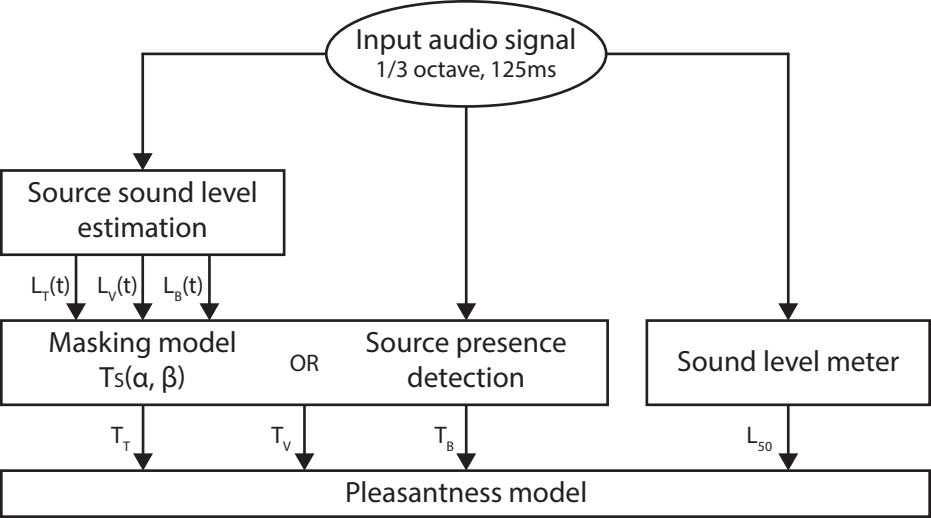 Input audio signal
1/3 octave, 125ms
Source sound level
estimation
L_T(t) L_V(t) L_B(t)
Masking model
Ts(α, β)
OR
Source presence
detection
Sound level meter
T_T T_V T_B L_50
Pleasantness model